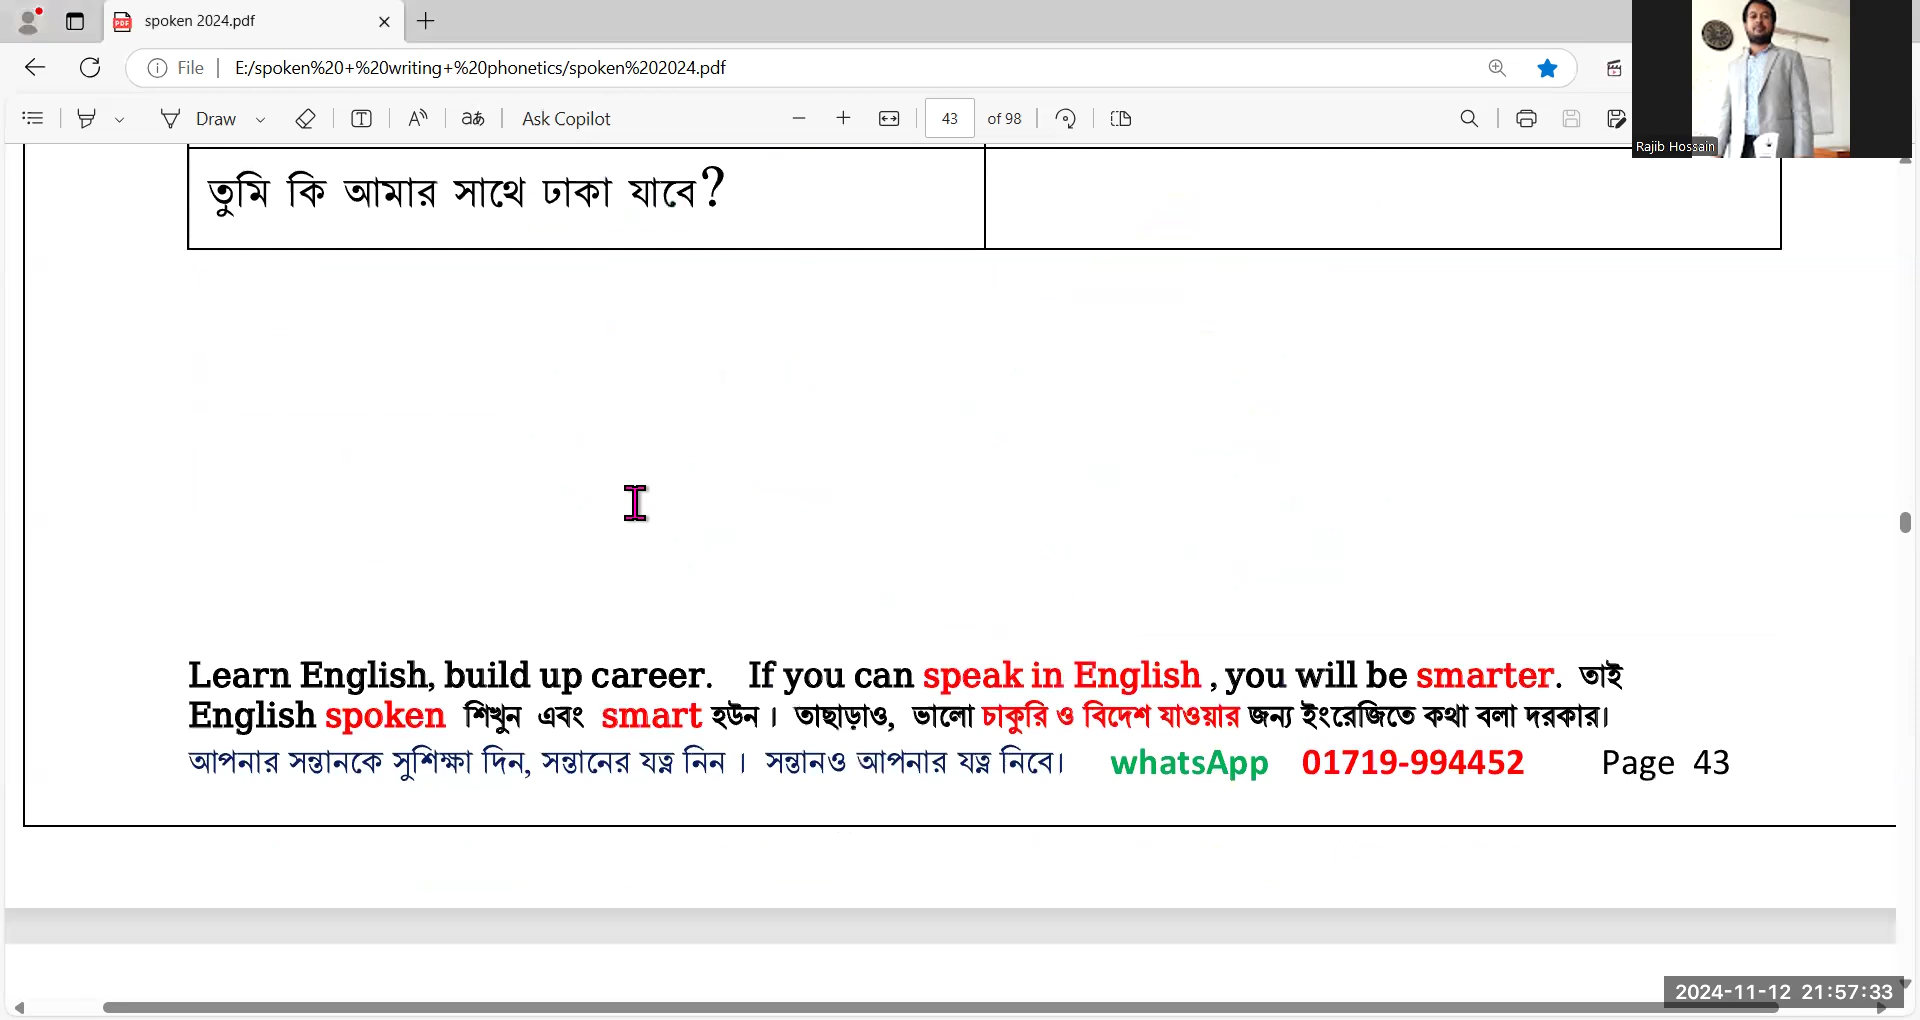 spoken 2024.pdf
File | E:/spoken%20+%20writing+%20phonetics/spoken%202024.pdf
Draw
aあ
Ask Copilot
43 of 98
Rajib Hossain
তুমি কি আমার সাথে ঢাকা যাবে?
Learn English, build up career. If you can speak in English , you will be smarter. তাই
English spoken শিখুন এবং smart হউন। তাছাড়াও, ভালো চাকুরি ও বিদেশ যাওয়ার জন্য ইংরেজিতে কথা বলা দরকার।
আপনার সন্তানকে সুশিক্ষা দিন, সন্তানের যত্ন নিন। সন্তানও আপনার যত্ন নিবে। whatsApp 01719-994452 Page 43
2024-11-12 21:57:33